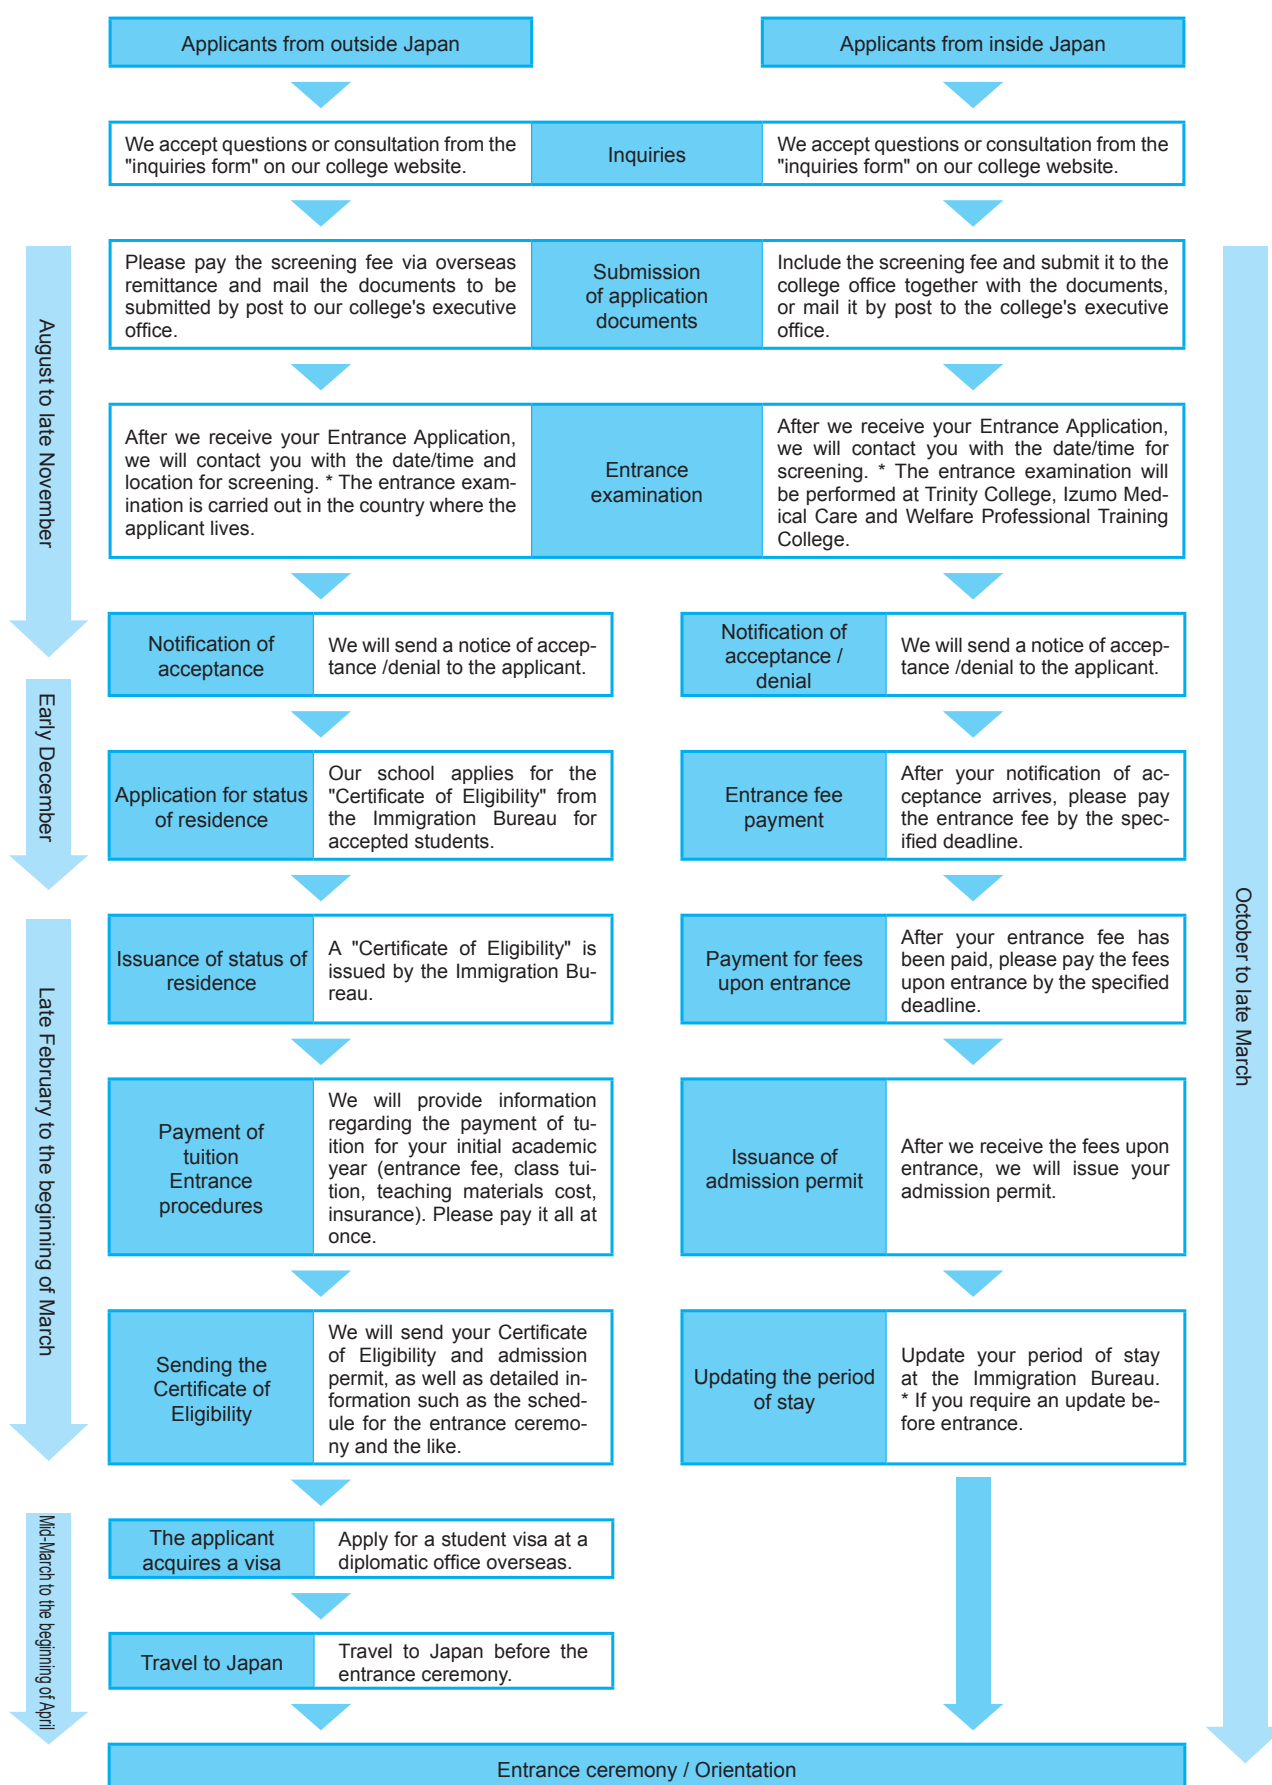 Applicants from outside Japan
Applicants from inside Japan
We accept questions or consultation from the
"inquiries form" on our college website.
Inquiries
We accept questions or consultation from the
"inquiries form" on our college website.
August to late November
Please pay the screening fee via overseas
remittance and mail the documents to be
submitted by post to our college's executive
office.
Submission
of application
documents
Include the screening fee and submit it to the
college office together with the documents,
or mail it by post to the college's executive
office.
After we receive your Entrance Application,
we will contact you with the date/time and
location for screening. * The entrance exam-
ination is carried out in the country where the
applicant lives.
Entrance
examination
After we receive your Entrance Application,
we will contact you with the date/time for
screening. * The entrance examination will
be performed at Trinity College, Izumo Med-
ical Care and Welfare Professional Training
College.
Notification of
acceptance
We will send a notice of accep-
tance /denial to the applicant.
Notification of
acceptance /
denial
We will send a notice of accep-
tance /denial to the applicant.
Early December
Application for status
of residence
Our school applies for the
"Certificate of Eligibility" from
the Immigration Bureau for
accepted students.
Entrance fee
payment
After your notification of ac-
ceptance arrives, please pay
the entrance fee by the spec-
ified deadline.
October to late March
Late February to the beginning of March
Issuance of status of
residence
A "Certificate of Eligibility" is
issued by the Immigration Bu-
reau.
Payment for fees
upon entrance
After your entrance fee has
been paid, please pay the fees
upon entrance by the specified
deadline.
Payment of
tuition
Entrance
procedures
We will provide information
regarding the payment of tu-
ition for your initial academic
year (entrance fee, class tui-
tion, teaching materials cost,
insurance). Please pay it all at
once.
Issuance of
admission permit
After we receive the fees upon
entrance, we will issue your
admission permit.
Sending the
Certificate of
Eligibility
We will send your Certificate
of Eligibility and admission
permit, as well as detailed in-
formation such as the sched-
ule for the entrance ceremo-
ny and the like.
Updating the period
of stay
Update your period of stay
at the Immigration Bureau.
* If you require an update be-
fore entrance.
Mid-March to the beginning of April
The applicant
acquires a visa
Apply for a student visa at a
diplomatic office overseas.
Travel to Japan
Travel to Japan before the
entrance ceremony.
Entrance ceremony / Orientation